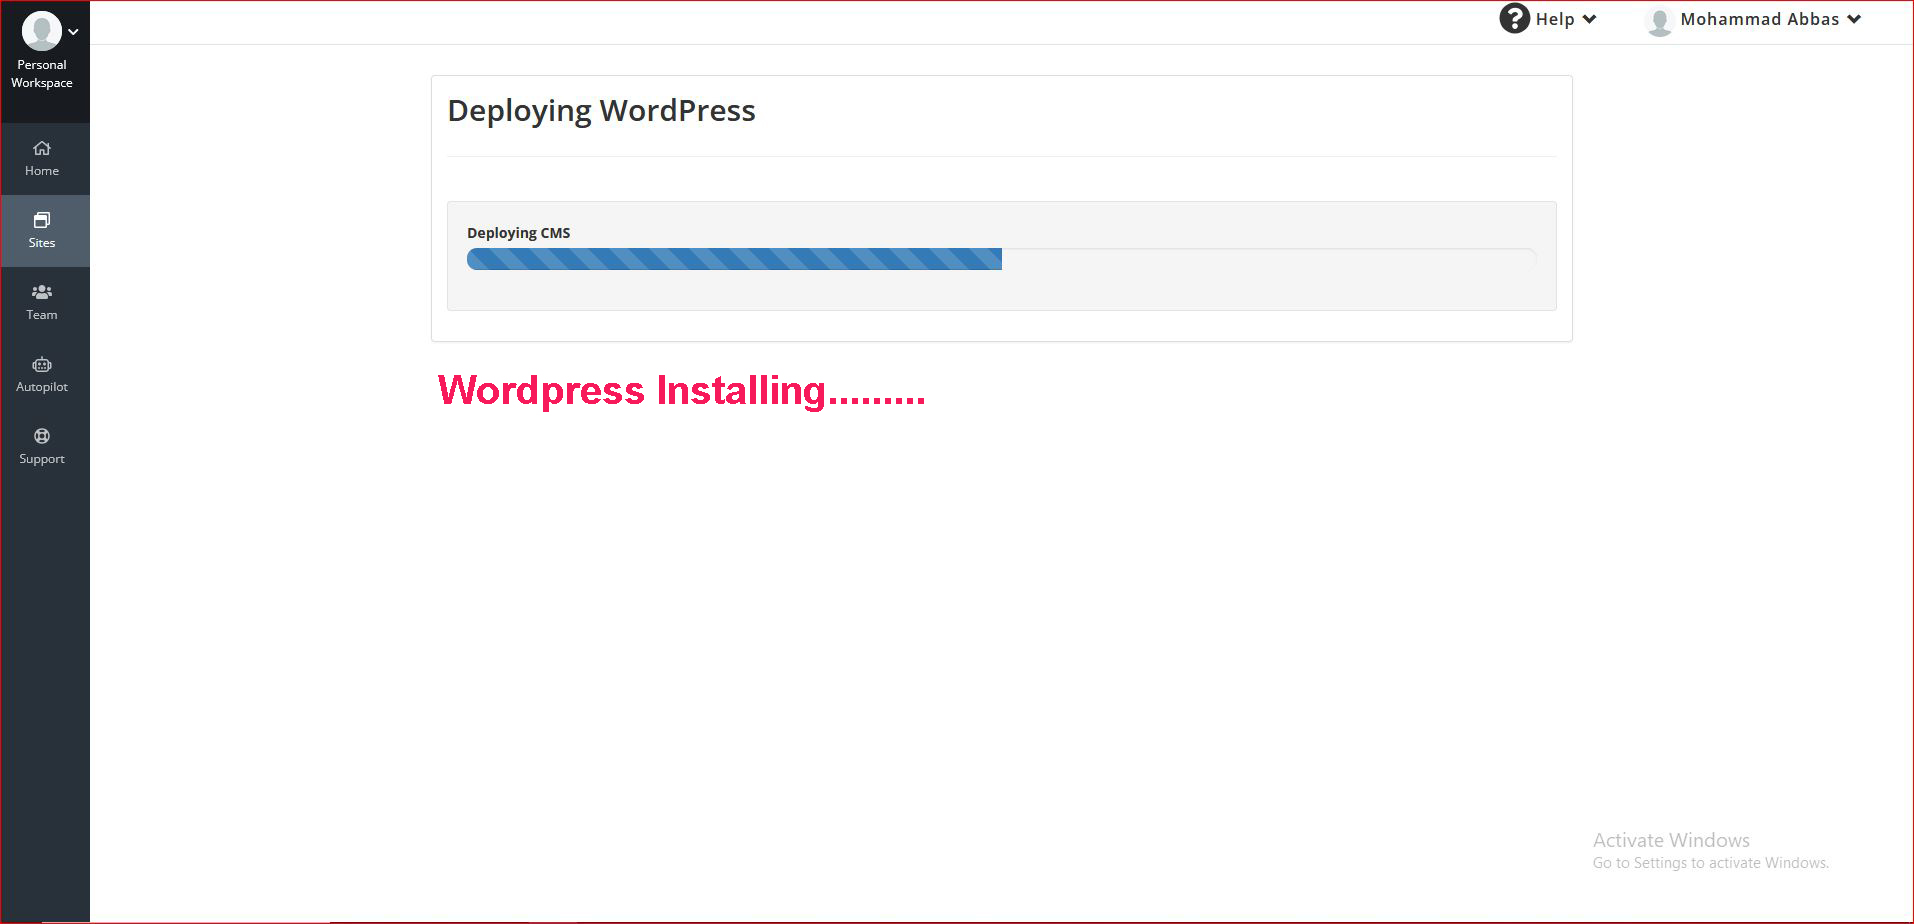 Personal
Workspace
Home
Sites
Team
Autopilot
Support
? Help
Mohammad Abbas
Deploying WordPress
Deploying CMS
Wordpress Installing.........
Activate Windows
Go to Settings to activate Windows.